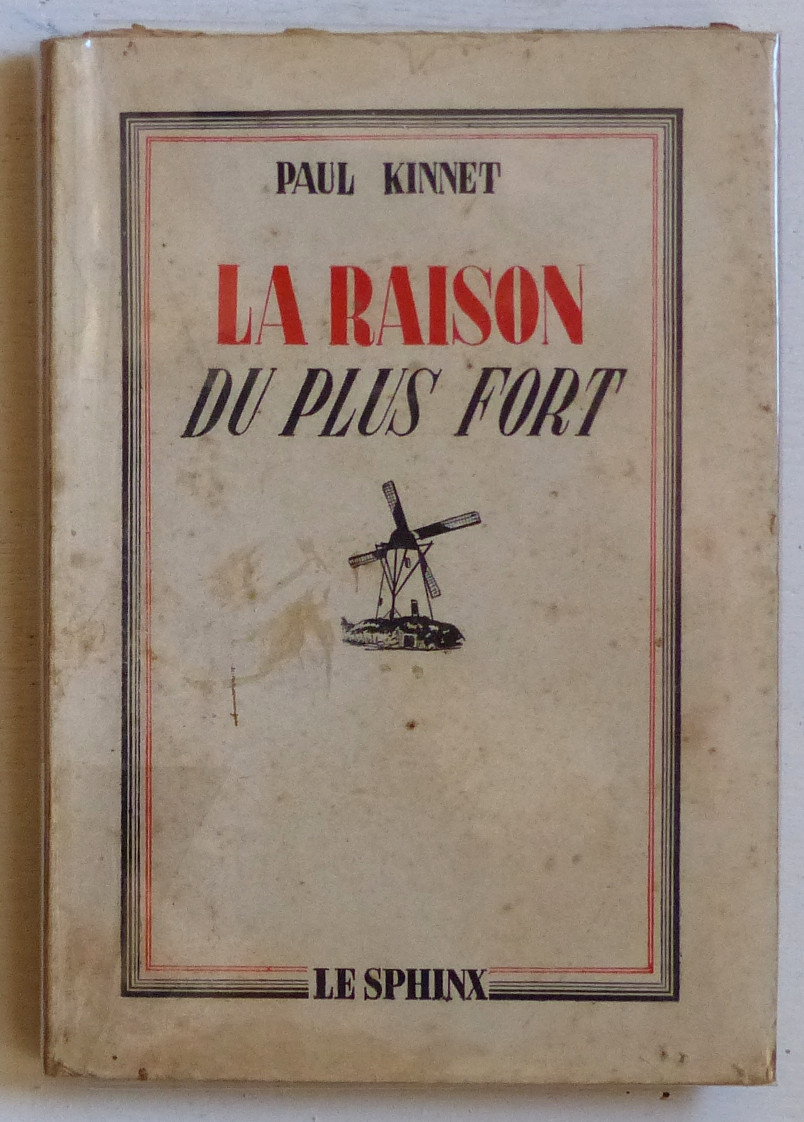 PAUL KINNET
LA RAISON
DU PLUS FORT
LE SPHINX